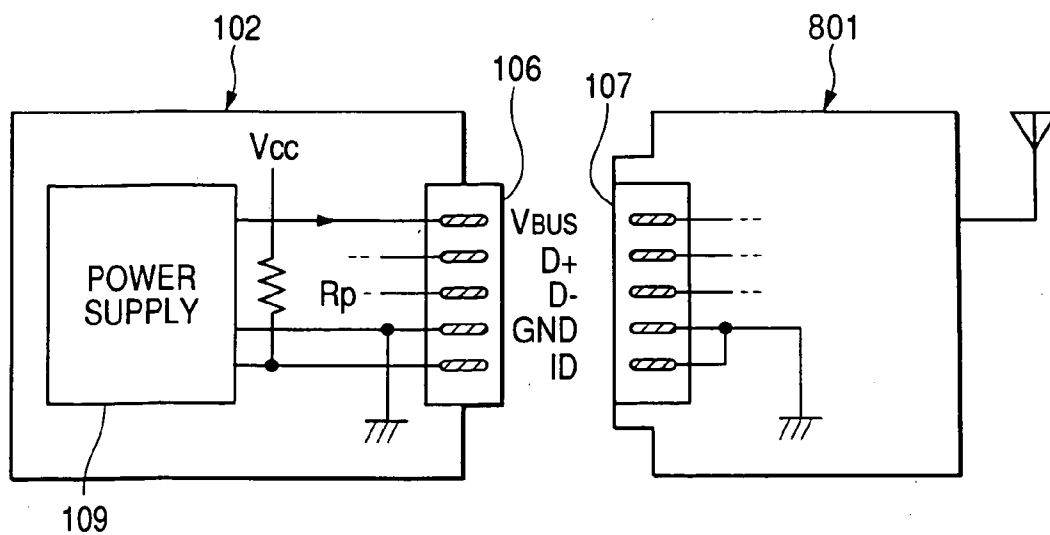 102
801
106
107
Vcc
VBUS
D+
Rp
D-
POWER
SUPPLY
GND
ID
109